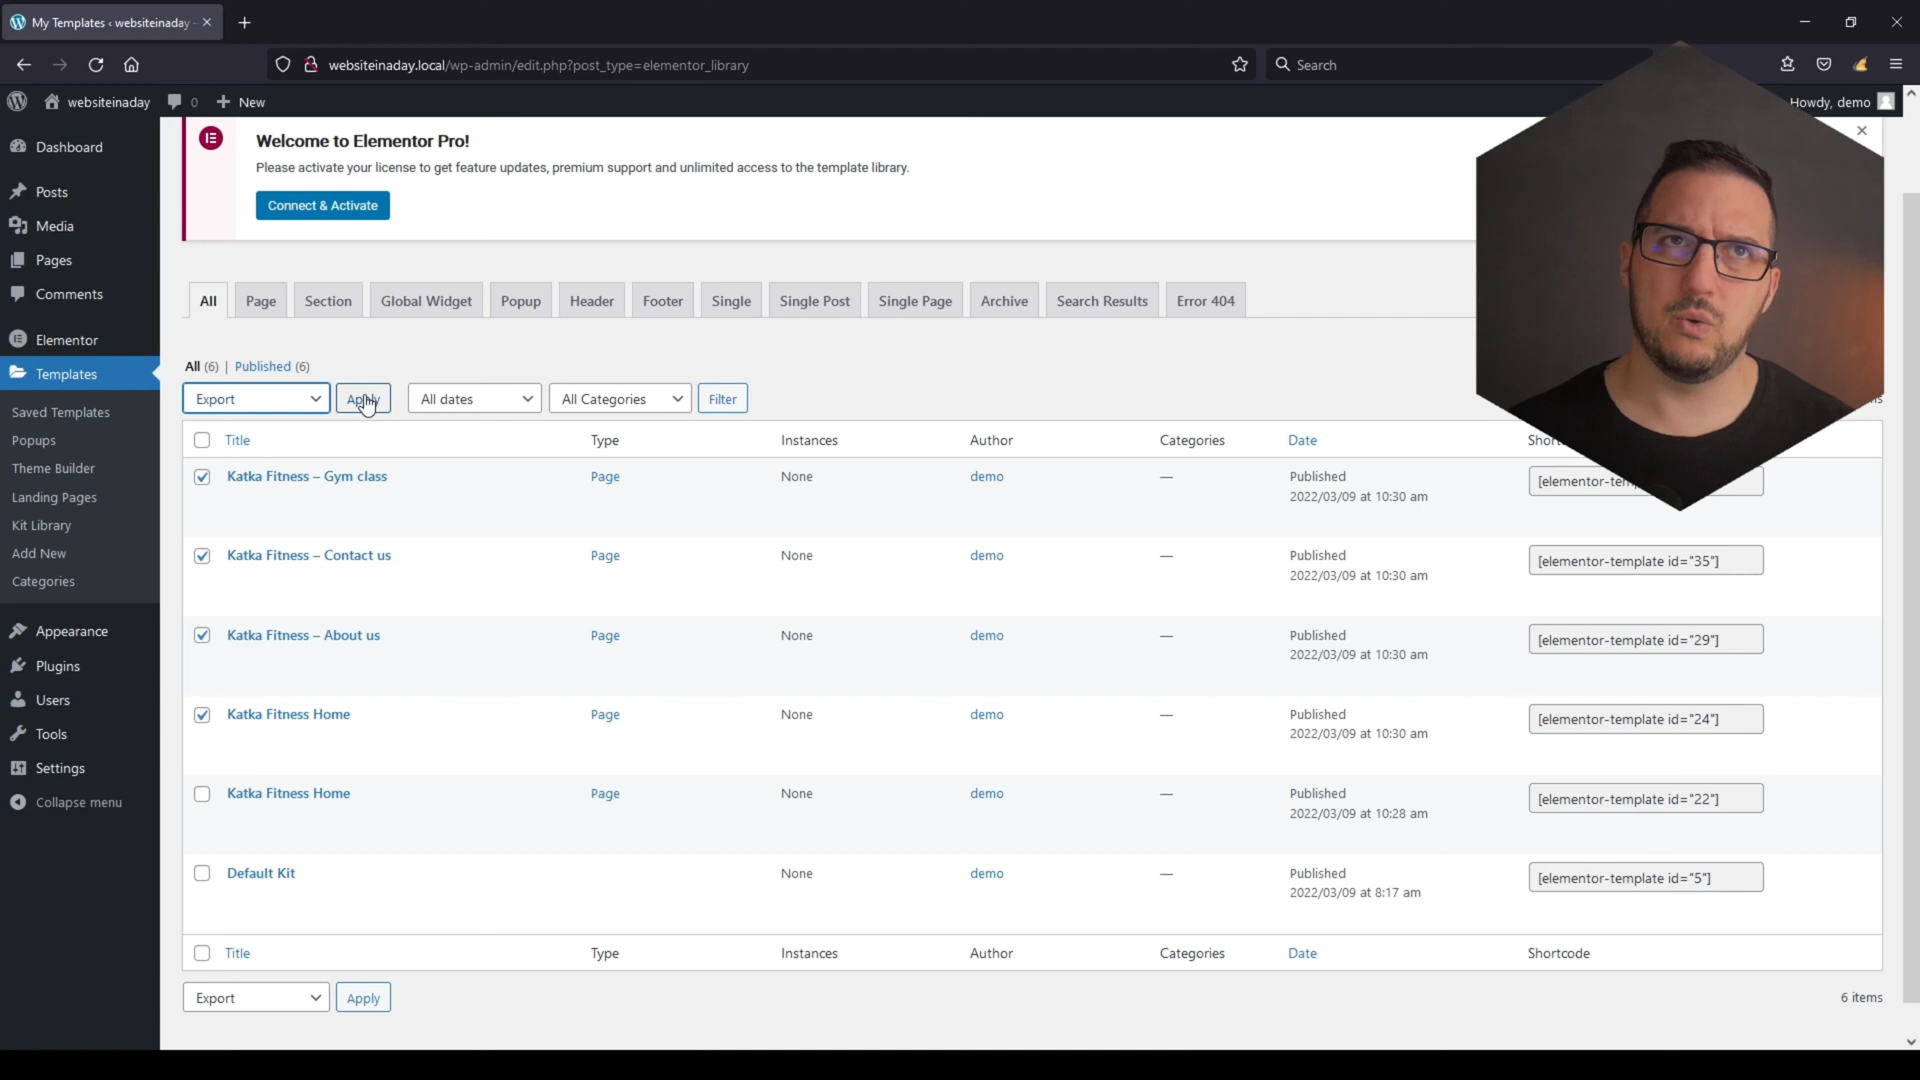 My Templates ‹ websiteinaday -
websiteinaday.local/wp-admin/edit.php?post_type=elementor_library
Search
websiteinaday
0
New
Howdy, demo
Dashboard
Posts
Media
Pages
Comments
Elementor
Templates
Saved Templates
Popups
Theme Builder
Landing Pages
Kit Library
Add New
Categories
Appearance
Plugins
Users
Tools
Settings
Collapse menu
Welcome to Elementor Pro!
Please activate your license to get feature updates, premium support and unlimited access to the template library.
Connect & Activate
All Page Section Global Widget Popup Header Footer Single Single Post Single Page Archive Search Results Error 404
All (6) | Published (6)
Export Apply All dates All Categories Filter
Title Type Instances Author Categories Date
Katka Fitness – Gym class Page None demo — Published
2022/03/09 at 10:30 am
Katka Fitness – Contact us Page None demo — Published [elementor-template id="35"]
2022/03/09 at 10:30 am
Katka Fitness – About us Page None demo — Published [elementor-template id="29"]
2022/03/09 at 10:30 am
Katka Fitness Home Page None demo — Published [elementor-template id="24"]
2022/03/09 at 10:30 am
Katka Fitness Home Page None demo — Published [elementor-template id="22"]
2022/03/09 at 10:28 am
Default Kit None demo — Published [elementor-template id="5"]
2022/03/09 at 8:17 am
Title Type Instances Author Categories Date Shortcode
Export Apply 6 items